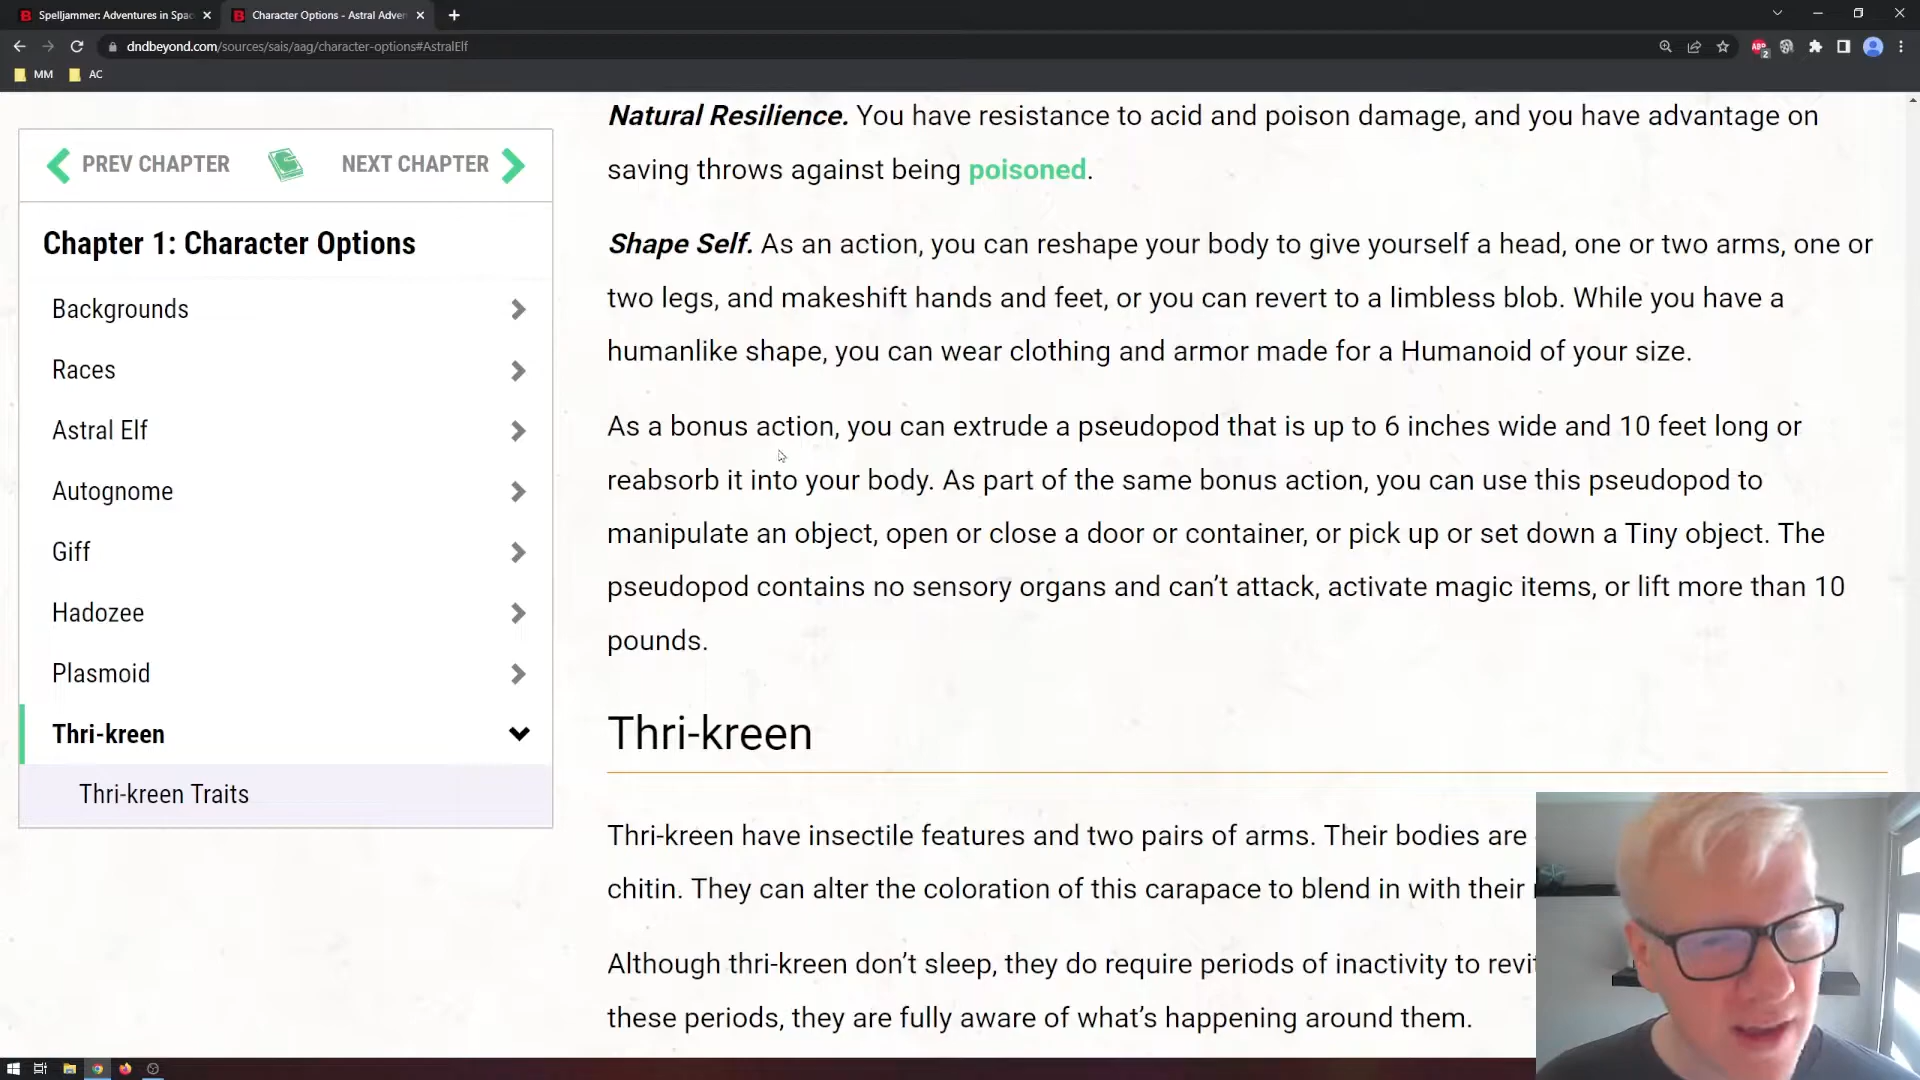 Spelljammer: Adventures in Spac
Character Options - Astral Adven
dndbeyond.com/sources/sais/aag/character-options#AstralElf
MM
AC
ABP
2
PREV CHAPTER
NEXT CHAPTER
Chapter 1: Character Options
Backgrounds
Races
Astral Elf
Autognome
Giff
Hadozee
Plasmoid
Thri-kreen
Thri-kreen Traits
Natural Resilience. You have resistance to acid and poison damage, and you have advantage on
saving throws against being poisoned.
Shape Self. As an action, you can reshape your body to give yourself a head, one or two arms, one or
two legs, and makeshift hands and feet, or you can revert to a limbless blob. While you have a
humanlike shape, you can wear clothing and armor made for a Humanoid of your size.
As a bonus action, you can extrude a pseudopod that is up to 6 inches wide and 10 feet long or
reabsorb it into your body. As part of the same bonus action, you can use this pseudopod to
manipulate an object, open or close a door or container, or pick up or set down a Tiny object. The
pseudopod contains no sensory organs and can't attack, activate magic items, or lift more than 10
pounds.
Thri-kreen
Thri-kreen have insectile features and two pairs of arms. Their bodies are
chitin. They can alter the coloration of this carapace to blend in with their
Although thri-kreen don't sleep, they do require periods of inactivity to revit
these periods, they are fully aware of what's happening around them.